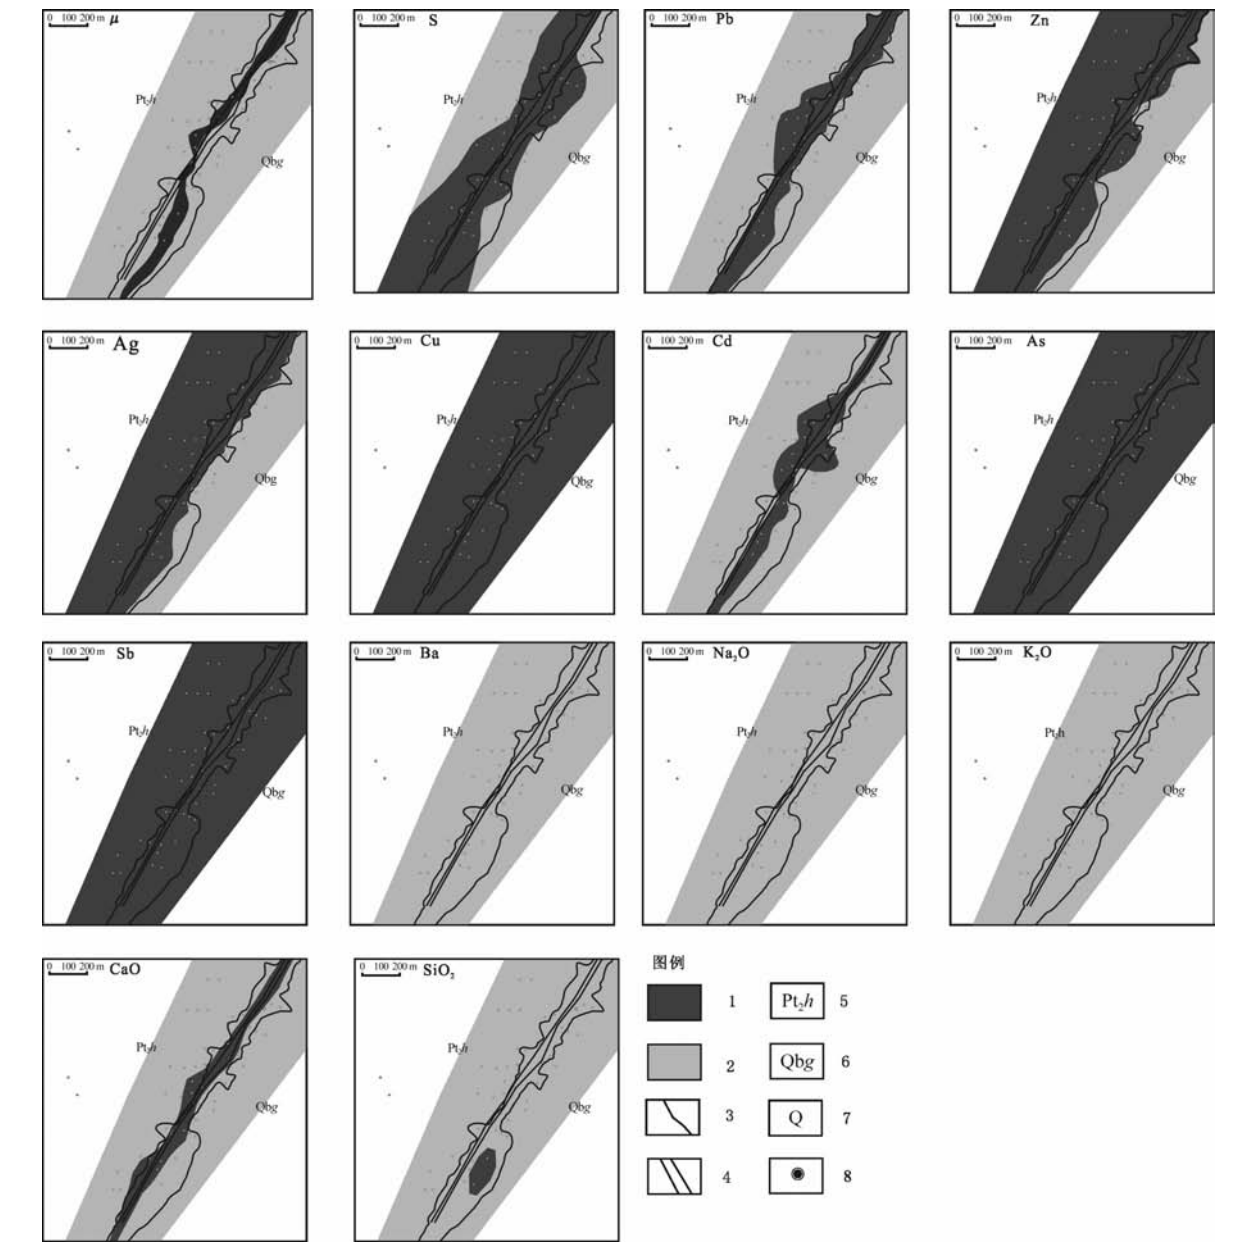 0 100 200 m μ
Pt₂h
Qbg
0 100 200 m S
Pt₂h
Qbg
0 100 200 m Pb
Pt₂h
Qbg
0 100 200 m Zn
Pt₂h
Qbg
0 100 200 m Ag
Pt₂h
Qbg
0 100 200 m Cu
Pt₂h
Qbg
0 100 200 m Cd
Pt₂h
Qbg
0 100 200 m As
Pt₂h
Qbg
0 100 200 m Sb
Pt₂h
Qbg
0 100 200 m Ba
Pt₂h
Qbg
0 100 200 m Na₂O
Pt₂h
Qbg
0 100 200 m K₂O
Pt₂h
Qbg
0 100 200 m CaO
Pt₂h
Qbg
0 100 200 m SiO₂
Pt₂h
Qbg
图例
1 Pt₂h 5
2 Qbg 6
3 Q 7
4 8